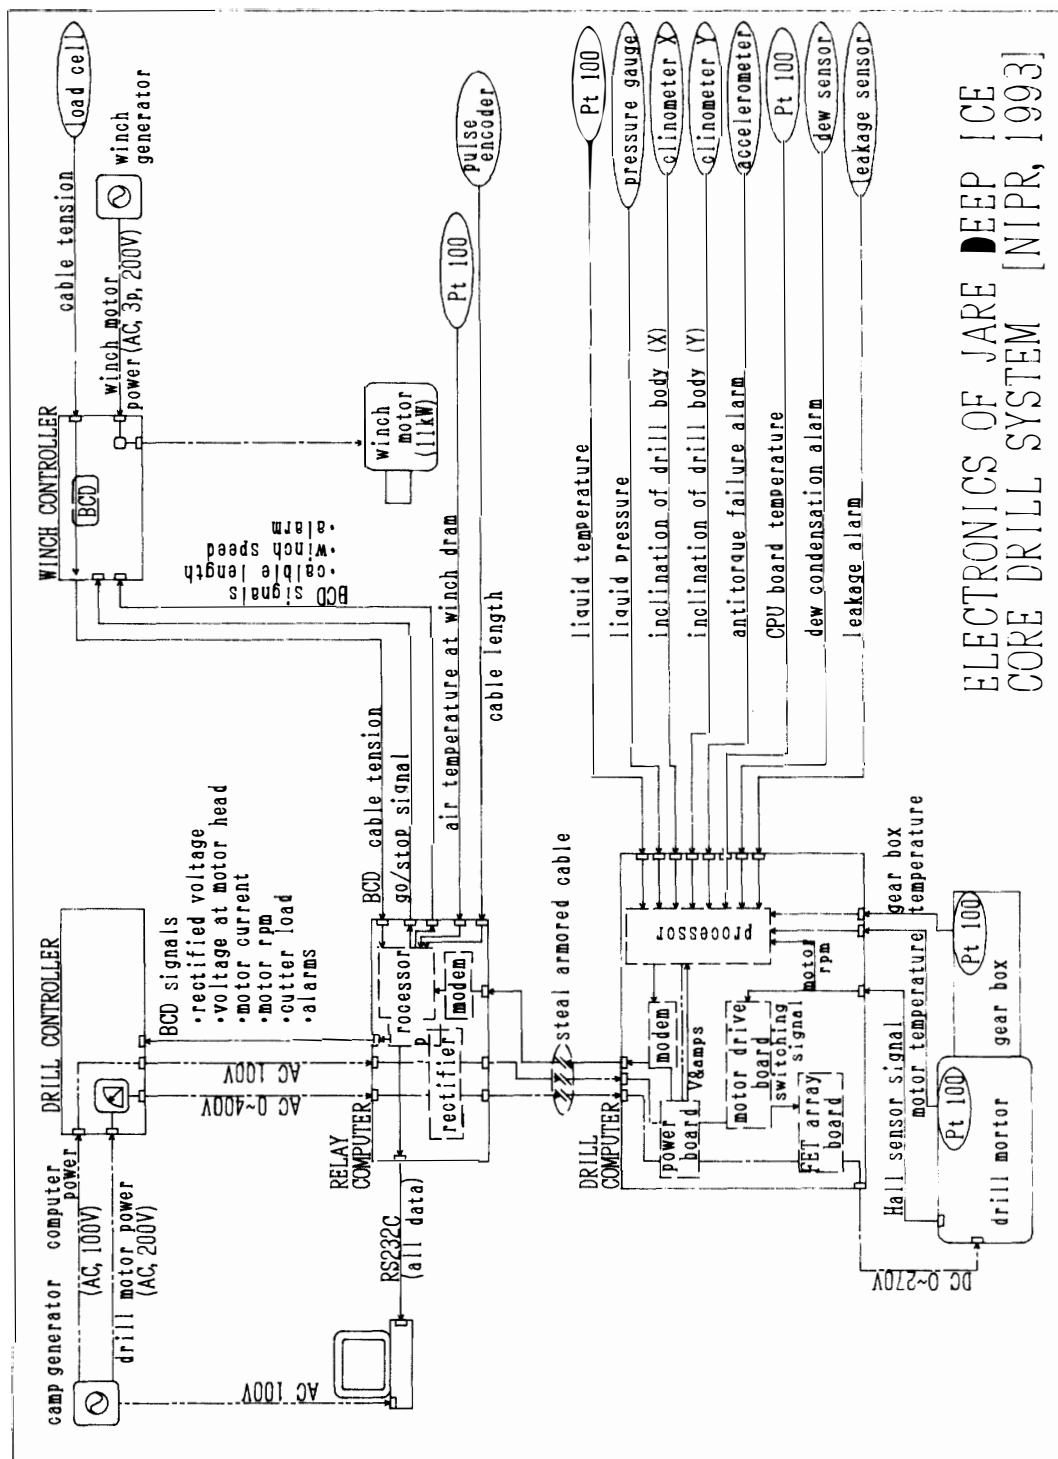 camp generator
computer
power
(AC, 100V)
drill motor power
(AC, 200V)
AC 100V
DRILL CONTROLLER
BCD signals
•rectified voltage
•voltage at motor head
•motor current
•motor rpm
•cutter load
•alarms
WINCH CONTROLLER
BCD
cable tension
load cell
winch motor
power(AC, 3p, 200V)
winch
generator
winch
motor
(11kW)
BCD signals
•calble length
•winch speed
•alarm
AC 100V
AC 0~400V
RS232C
(all data)
RELAY
COMPUTER
processor
modem
rectifier
BCD
cable tension
go/stop signal
air temperature at winch dram
Pt 100
cable length
pulse
encoder
steal armored cable
DRILL
COMPUTER
processor
modem
V&amps
power
board
motor drive
board
switching
signal
FET array
board
motor
rpm
liquid temperature
Pt 100
liquid pressure
pressure gauge
inclination of drill body (X)
clinometer X
inclination of drill body (Y)
clinometer Y
antitorque failure alarm
accelerometer
CPU board temperature
Pt 100
dew condensation alarm
dew sensor
leakage alarm
leakage sensor
Hall sensor signal
motor temperature
gear box
temperature
DC 0~270V
Pt 100
drill mortor
Pt 100
gear box
ELECTRONICS OF JARE DEEP ICE
CORE DRILL SYSTEM [NIPR, 1993]